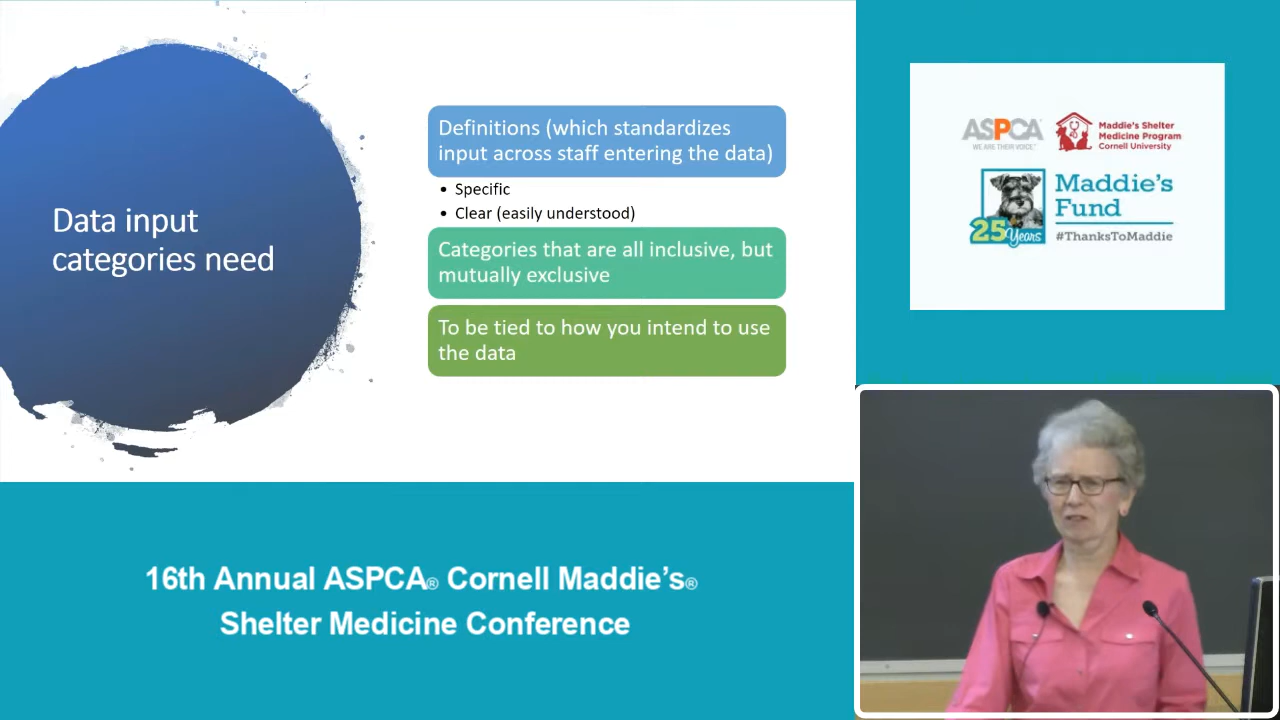 Data input
categories need
Definitions (which standardizes
input across staff entering the data)
• Specific
• Clear (easily understood)
Categories that are all inclusive, but
mutually exclusive
To be tied to how you intend to use
the data
ASPCA
WE ARE THEIR VOICE™
Maddie's Shelter
Medicine Program
Cornell University
Maddie's
Fund
25 Years
#ThanksToMaddie
16th Annual ASPCA® Cornell Maddie's®
Shelter Medicine Conference